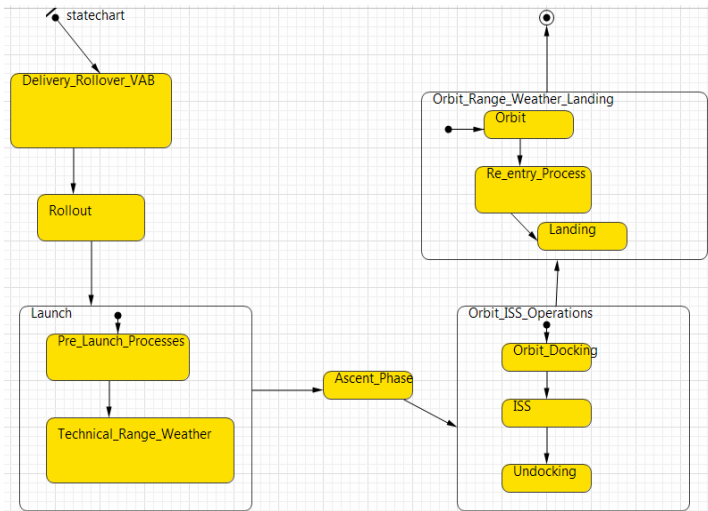 statechart
Delivery_Rollover_VAB
Rollout
Launch
Pre_Launch_Processes
Technical_Range_Weather
Ascent_Phase
Orbit_ISS_Operations
Orbit_Docking
ISS
Undocking
Orbit_Range_Weather_Landing
Orbit
Re_entry_Process
Landing